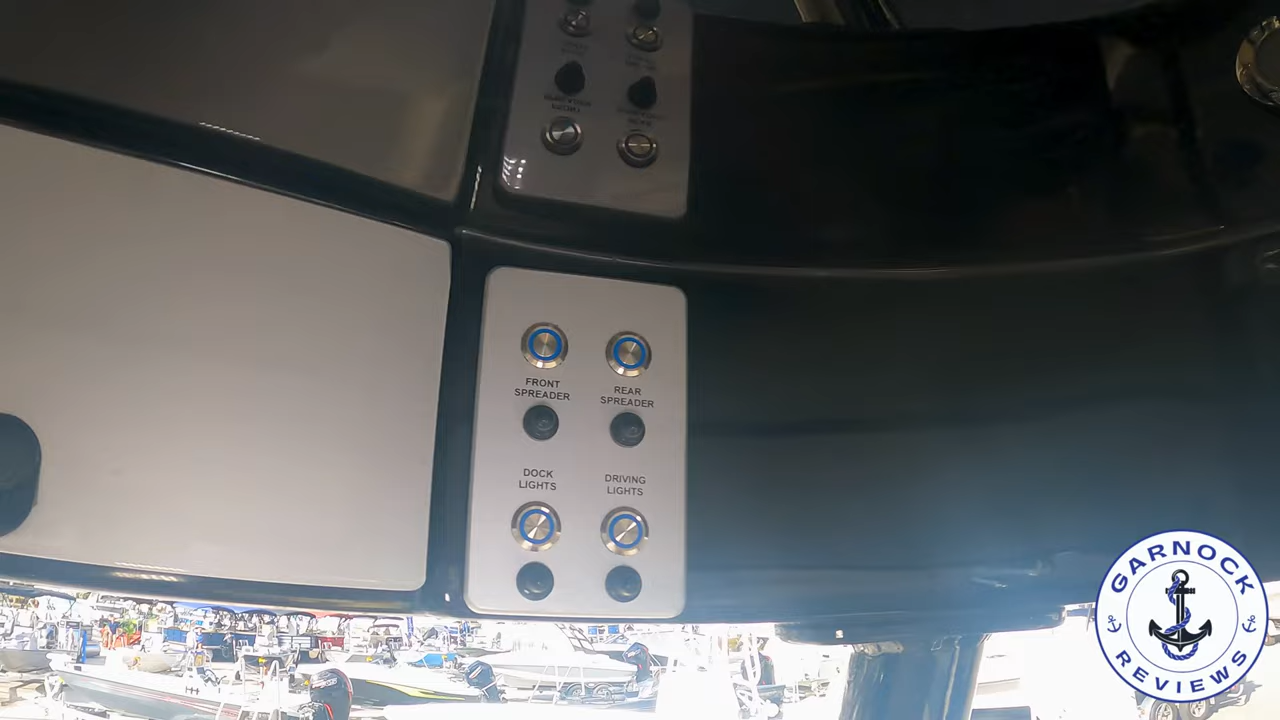 FRONT
SPREADER
REAR
SPREADER
DOCK
LIGHTS
DRIVING
LIGHTS
GARNOCK
REVIEWS